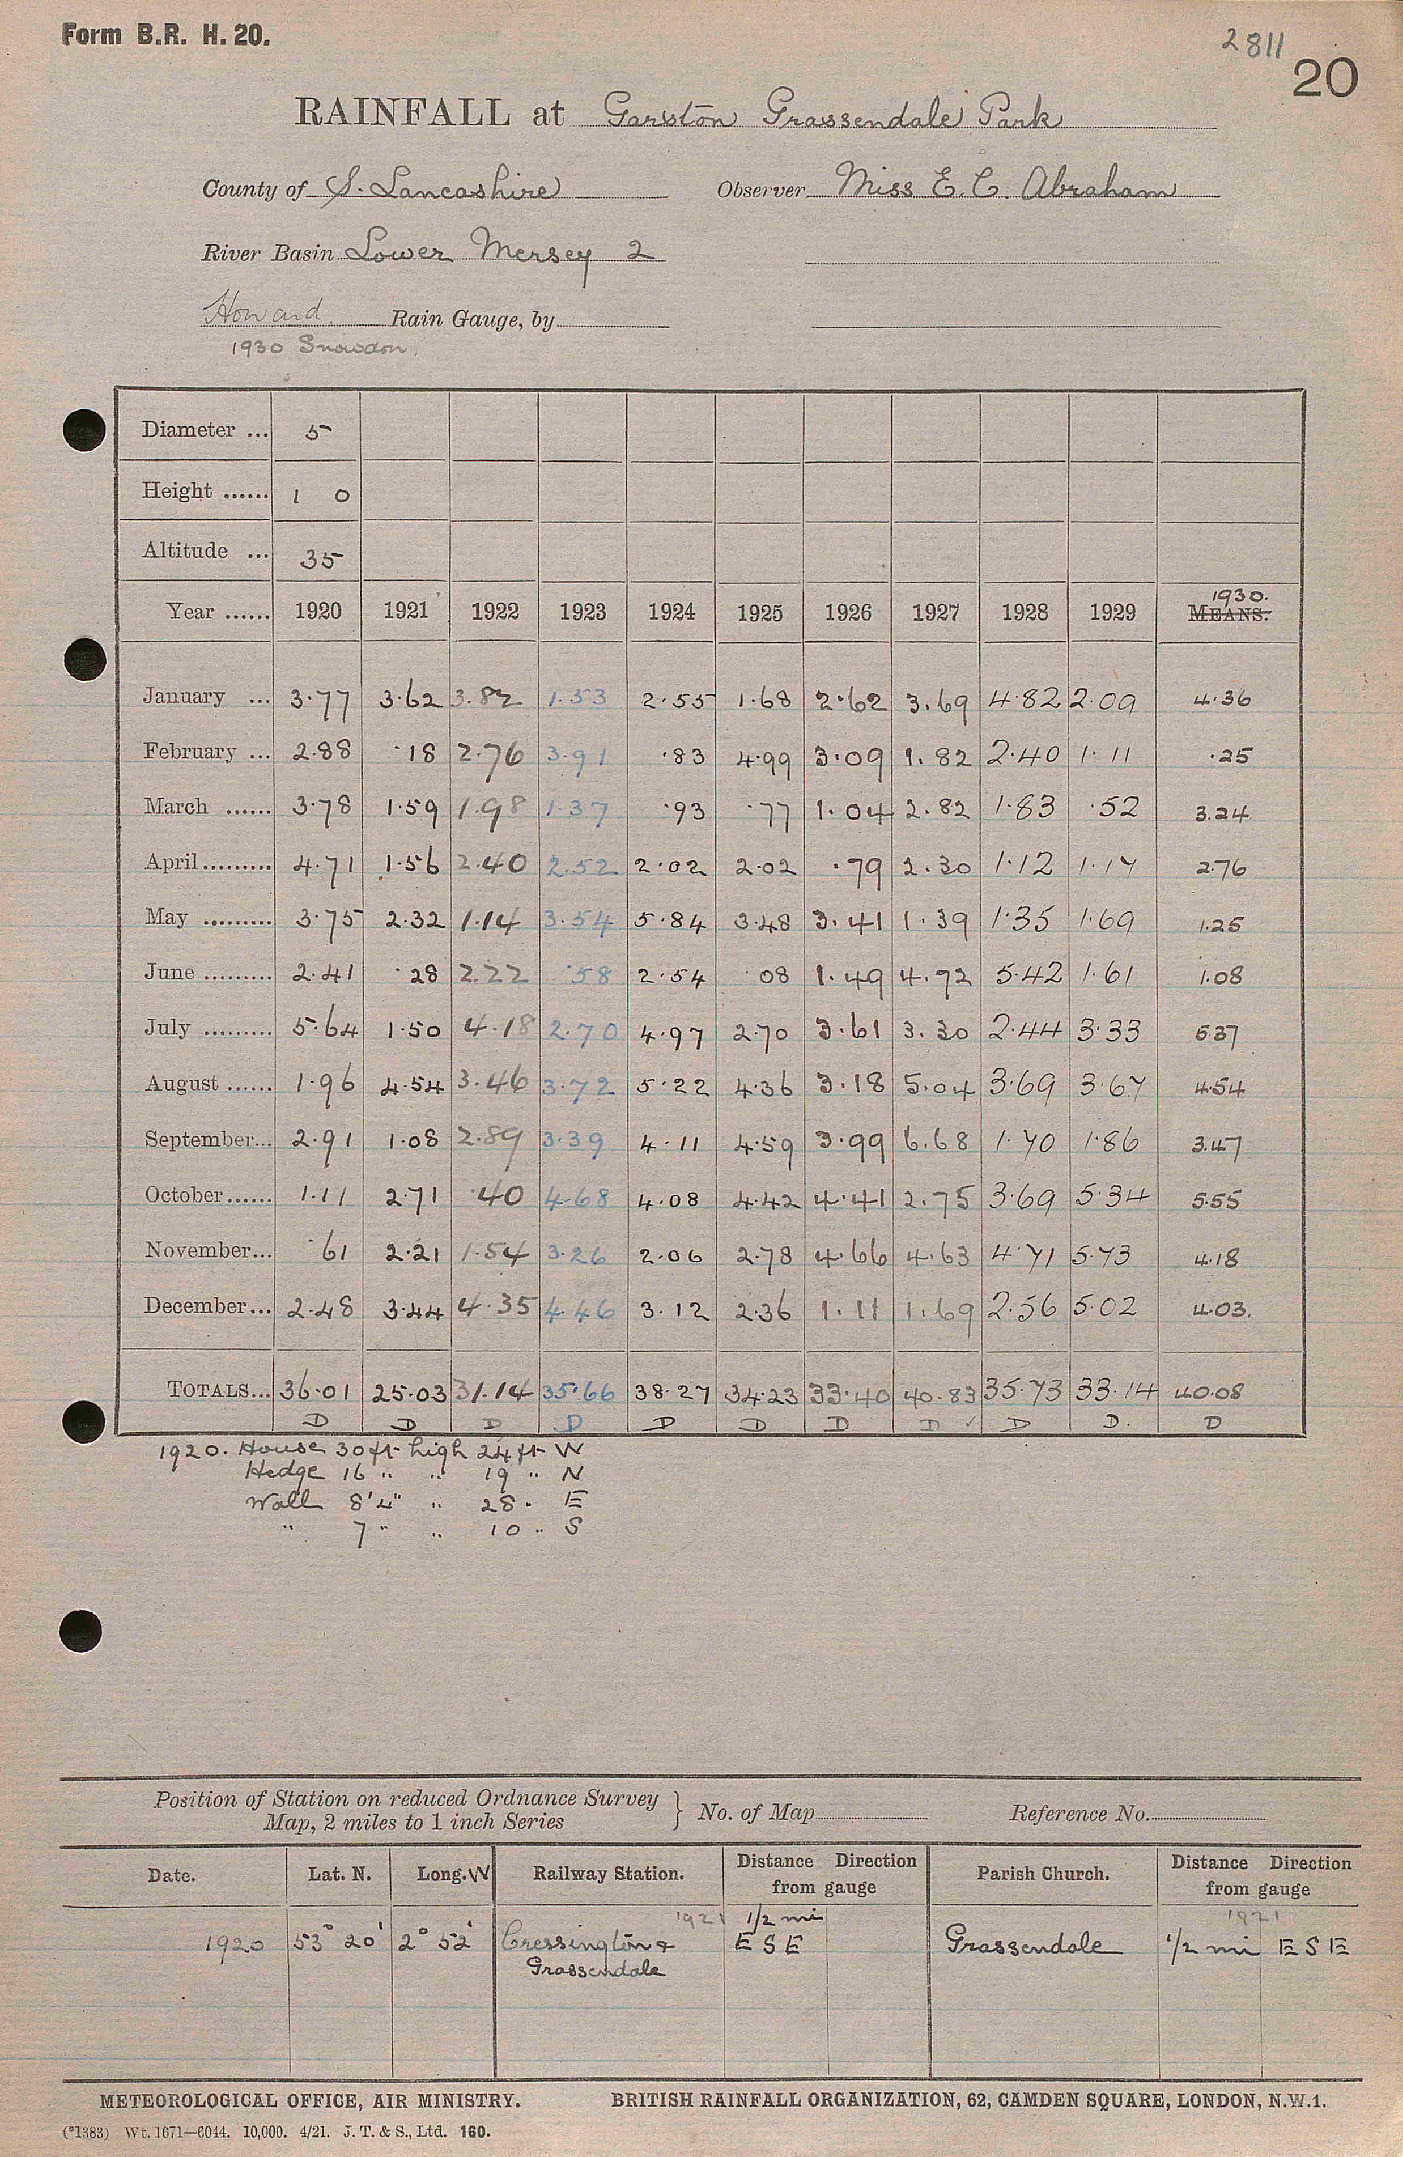 Form B.R. H. 20.
2811
20
RAINFALL at Garston Grassendale Park
County of S. Lancashire Observer Miss E. C. Abraham
River Basin Lower Mersey 2
Howard Rain Gauge, by
1930 Snowdon
Diameter ... 5
Height ...... 1 0
Altitude ... 35
1930.
Year ...... 1920 1921 1922 1923 1924 1925 1926 1927 1928 1929 MEANS.
January ... 3.77 3.62 3.82 1.53 2.55 1.68 2.62 3.69 4.82 2.09 4.36
February ... 2.88 .18 2.76 3.91 .83 4.99 3.09 1.82 2.40 1.11 .25
March ...... 3.78 1.59 1.98 1.37 .93 .77 1.04 2.82 1.83 .52 3.24
April ......... 4.71 1.56 2.40 2.52 2.02 2.02 .79 2.30 1.12 1.17 2.76
May ......... 3.75 2.32 1.14 3.54 5.84 3.48 3.41 1.39 1.35 1.69 1.25
June ......... 2.41 .28 2.22 .58 2.54 .08 1.49 4.72 5.42 1.61 1.08
July ......... 5.64 1.50 4.18 2.70 4.97 2.70 3.61 3.30 2.44 3.33 5.37
August ...... 1.96 4.54 3.46 3.72 5.22 4.36 3.18 5.04 3.69 3.67 4.54
September... 2.91 1.08 2.89 3.39 4.11 4.59 3.99 6.68 1.70 1.86 3.47
October...... 1.11 2.71 .40 4.68 4.08 4.42 4.41 2.75 3.69 5.34 5.55
November... .61 2.21 1.54 3.26 2.06 2.78 4.66 4.63 4.71 5.73 4.18
December... 2.48 3.44 4.35 4.46 3.12 2.36 1.11 1.69 2.56 5.02 4.03.
TOTALS... 36.01 25.03 31.14 35.66 38.27 34.23 33.40 40.83 35.73 33.14 40.08
D D D D D D D D ✓ D D. D
1920. House 30 ft high 24 ft W
Hedge 16 " " 19 " N
Wall 8'4" " 28 " E
" 7 " " 10 " S
Position of Station on reduced Ordnance Survey
Map, 2 miles to 1 inch Series } No. of Map Reference No.
Date. Lat. N. Long. W Railway Station. Distance Direction from gauge Parish Church. Distance Direction from gauge
1921 1/2 mi 1921
1920 53° 20' 2° 52' Cressington & E S E Grassendale 1/2 mi E S E
Grassendale
METEOROLOGICAL OFFICE, AIR MINISTRY. BRITISH RAINFALL ORGANIZATION, 62, CAMDEN SQUARE, LONDON, N.W.1.
(*1383) Wt. 1671—6044. 10,000. 4/21. J. T. & S., Ltd. 160.